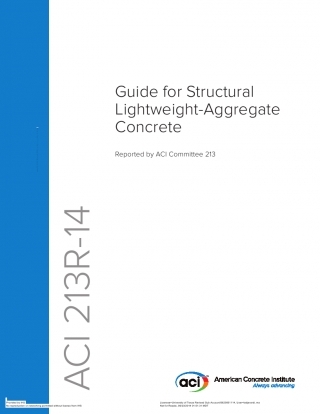 Guide for Structural
Lightweight-Aggregate
Concrete
Reported by ACI Committee 213
ACI 213R-14
aci
American Concrete Institute
Always advancing